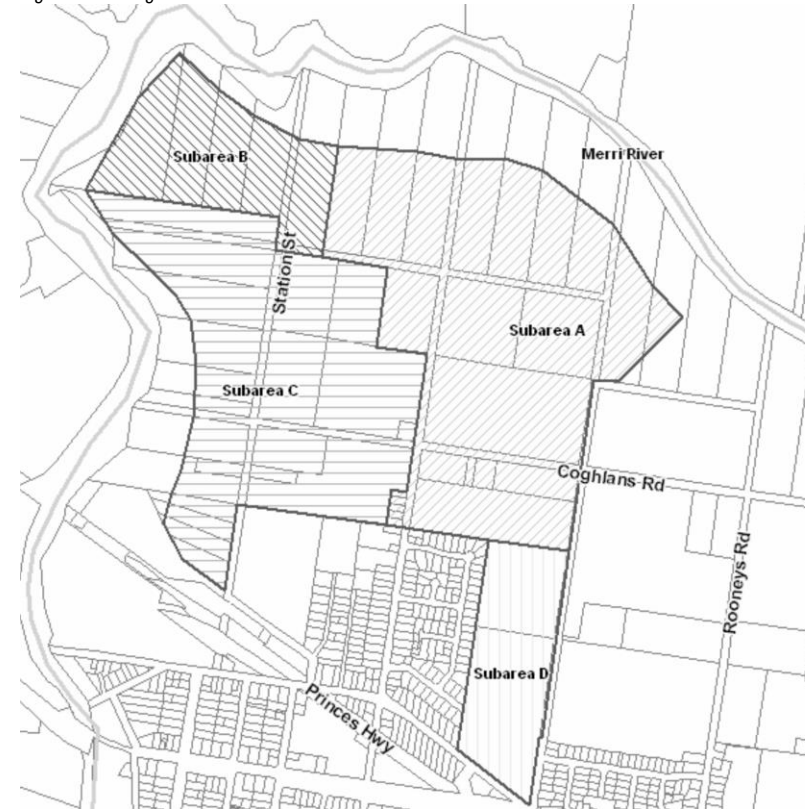 Subarea B
Merri River
Station St
Subarea A
Subarea C
Coghlans Rd
Rooneys Rd
Subarea D
Princes Hwy